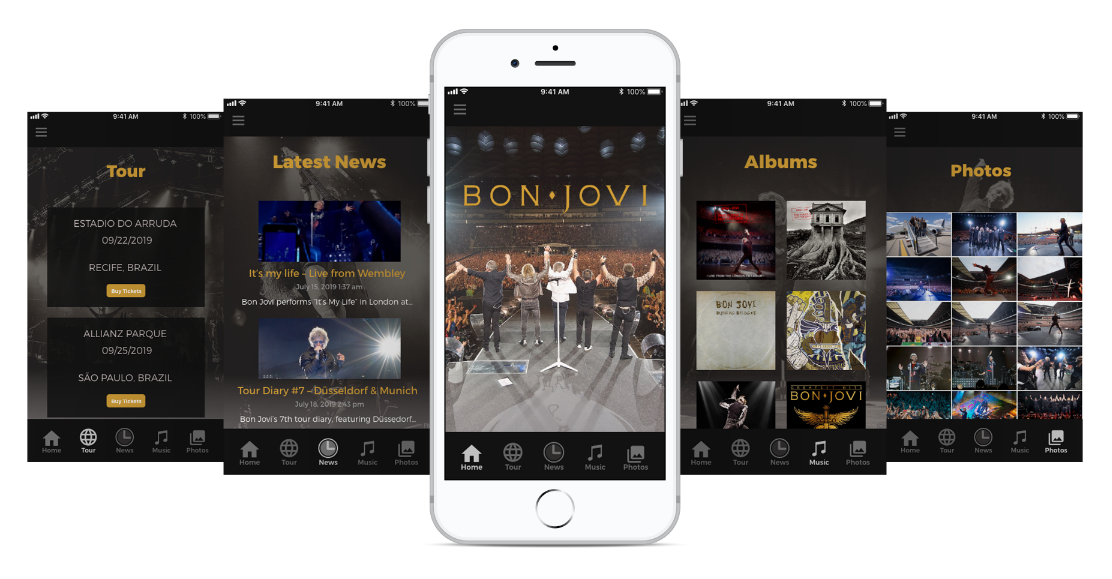 9:41 AM
100%
Tour
ESTADIO DO ARRUDA
09/22/2019
RECIFE, BRAZIL
Buy Tickets
ALLIANZ PARQUE
09/25/2019
SÃO PAULO, BRAZIL
Buy Tickets
Home
Tour
News
Music
Photos
9:41 AM
100%
Latest News
It's my life - Live from Wembley
July 15, 2019 1:37 am
Bon Jovi performs "It's My Life" in London at...
Tour Diary #7 - Düsseldorf & Munich
July 18, 2019 2:43 pm
Bon Jovi's 7th tour diary, featuring Düssedorf...
Home
Tour
News
Music
Photos
9:41 AM
100%
BON JOVI
Home
Tour
News
Music
Photos
9:41 AM
100%
Albums
BON JOVI
BURNING BRIDGES
GREATEST HITS
BON JOVI
Home
Tour
News
Music
Photos
9:41 AM
100%
Photos
Home
Tour
News
Music
Photos